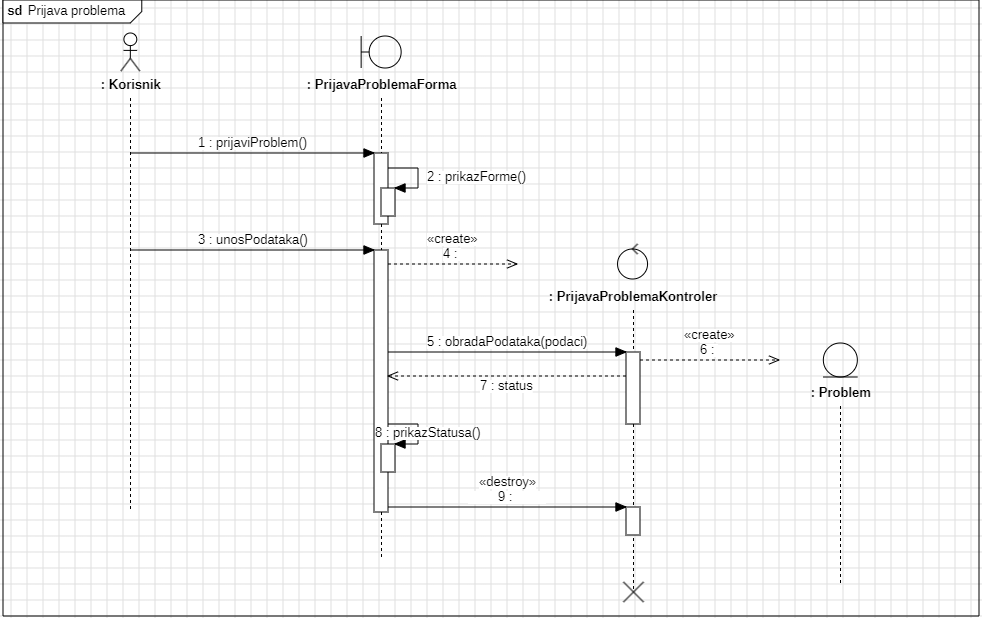 sd Prijava problema
: Korisnik
: PrijavaProblemaForma
1 : prijaviProblem()
2 : prikazForme()
3 : unosPodataka()
«create»
4 :
: PrijavaProblemaKontroler
5 : obradaPodataka(podaci)
«create»
6 :
7 : status
: Problem
8 : prikazStatusa()
«destroy»
9 :